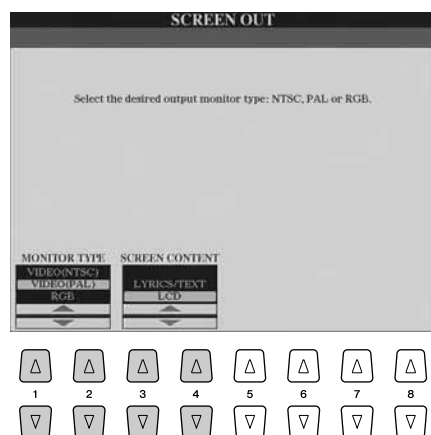 SCREEN OUT
Select the desired output monitor type: NTSC, PAL or RGB.
MONITOR TYPE SCREEN CONTENT
VIDEO(NTSC)
VIDEO(PAL) LYRICS/TEXT
RGB LCD
1 2 3 4 5 6 7 8